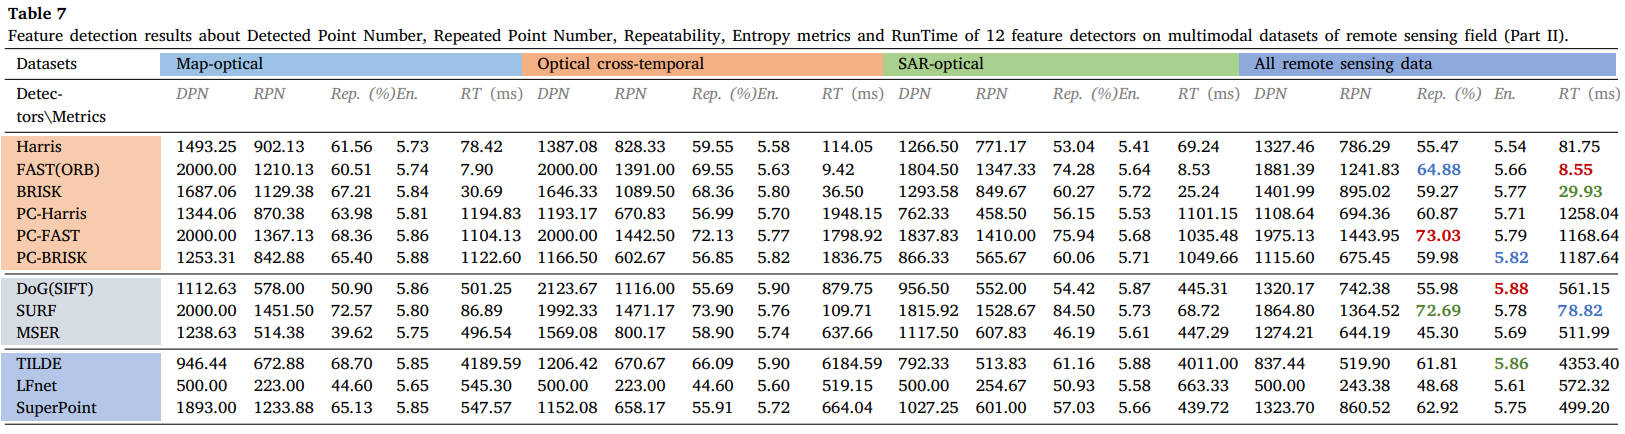 Table 7
Feature detection results about Detected Point Number, Repeated Point Number, Repeatability, Entropy metrics and RunTime of 12 feature detectors on multimodal datasets of remote sensing field (Part II).
Datasets Map-optical Optical cross-temporal SAR-optical All remote sensing data
Detec- DPN RPN Rep. (%) En. RT (ms) DPN RPN Rep. (%) En. RT (ms) DPN RPN Rep. (%) En. RT (ms) DPN RPN Rep. (%) En. RT (ms)
tors\Metrics
Harris 1493.25 902.13 61.56 5.73 78.42 1387.08 828.33 59.55 5.58 114.05 1266.50 771.17 53.04 5.41 69.24 1327.46 786.29 55.47 5.54 81.75
FAST(ORB) 2000.00 1210.13 60.51 5.74 7.90 2000.00 1391.00 69.55 5.63 9.42 1804.50 1347.33 74.28 5.64 8.53 1881.39 1241.83 64.88 5.66 8.55
BRISK 1687.06 1129.38 67.21 5.84 30.69 1646.33 1089.50 68.36 5.80 36.50 1293.58 849.67 60.27 5.72 25.24 1401.99 895.02 59.27 5.77 29.93
PC-Harris 1344.06 870.38 63.98 5.81 1194.83 1193.17 670.83 56.99 5.70 1948.15 762.33 458.50 56.15 5.53 1101.15 1108.64 694.36 60.87 5.71 1258.04
PC-FAST 2000.00 1367.13 68.36 5.86 1104.13 2000.00 1442.50 72.13 5.77 1798.92 1837.83 1410.00 75.94 5.68 1035.48 1975.13 1443.95 73.03 5.79 1168.64
PC-BRISK 1253.31 842.88 65.40 5.88 1122.60 1166.50 602.67 56.85 5.82 1836.75 866.33 565.67 60.06 5.71 1049.66 1115.60 675.45 59.98 5.82 1187.64
DoG(SIFT) 1112.63 578.00 50.90 5.86 501.25 2123.67 1116.00 55.69 5.90 879.75 956.50 552.00 54.42 5.87 445.31 1320.17 742.38 55.98 5.88 561.15
SURF 2000.00 1451.50 72.57 5.80 86.89 1992.33 1471.17 73.90 5.76 109.71 1815.92 1528.67 84.50 5.73 68.72 1864.80 1364.52 72.69 5.78 78.82
MSER 1238.63 514.38 39.62 5.75 496.54 1569.08 800.17 58.90 5.74 637.66 1117.50 607.83 46.19 5.61 447.29 1274.21 644.19 45.30 5.69 511.99
TILDE 946.44 672.88 68.70 5.85 4189.59 1206.42 670.67 66.09 5.90 6184.59 792.33 513.83 61.16 5.88 4011.00 837.44 519.90 61.81 5.86 4353.40
LFnet 500.00 223.00 44.60 5.65 545.30 500.00 223.00 44.60 5.60 519.15 500.00 254.67 50.93 5.58 663.33 500.00 243.38 48.68 5.61 572.32
SuperPoint 1893.00 1233.88 65.13 5.85 547.57 1152.08 658.17 55.91 5.72 664.04 1027.25 601.00 57.03 5.66 439.72 1323.70 860.52 62.92 5.75 499.20